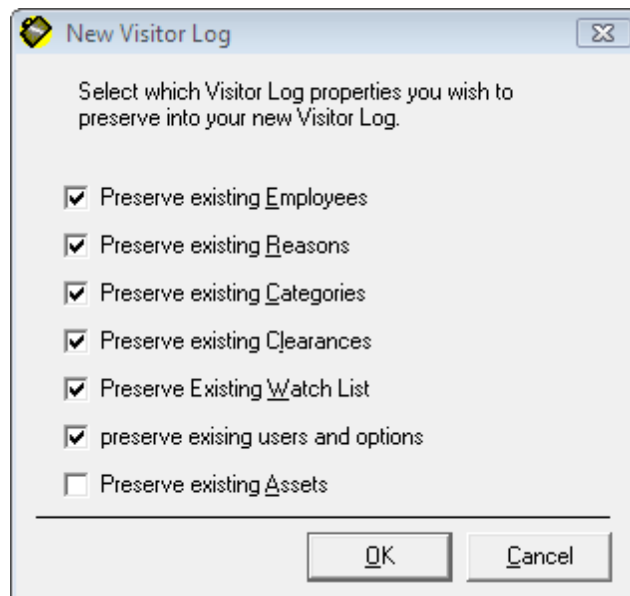 New Visitor Log
Select which Visitor Log properties you wish to
preserve into your new Visitor Log.
Preserve existing Employees
Preserve existing Reasons
Preserve existing Categories
Preserve existing Clearances
Preserve Existing Watch List
preserve exising users and options
Preserve existing Assets
OK
Cancel